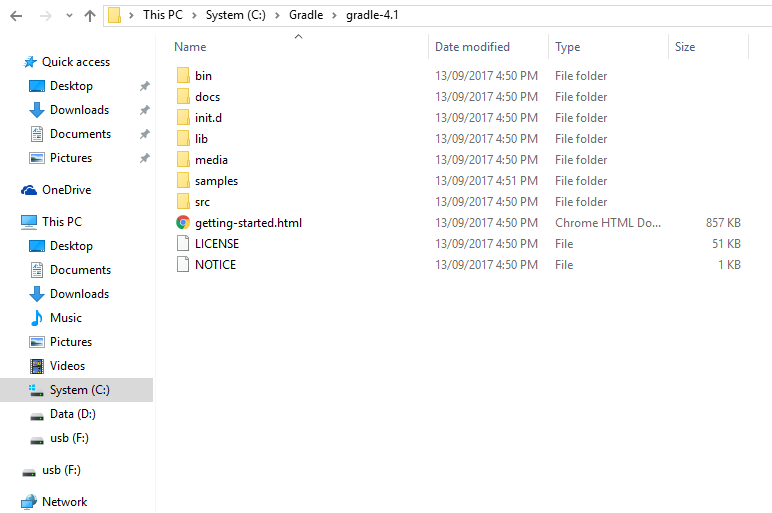 This PC > System (C:) > Gradle > gradle-4.1
Name Date modified Type Size
Quick access
Desktop
Downloads
Documents
Pictures
OneDrive
This PC
Desktop
Documents
Downloads
Music
Pictures
Videos
System (C:)
Data (D:)
usb (F:)
usb (F:)
Network
bin 13/09/2017 4:50 PM File folder
docs 13/09/2017 4:50 PM File folder
init.d 13/09/2017 4:50 PM File folder
lib 13/09/2017 4:50 PM File folder
media 13/09/2017 4:50 PM File folder
samples 13/09/2017 4:51 PM File folder
src 13/09/2017 4:50 PM File folder
getting-started.html 13/09/2017 4:50 PM Chrome HTML Do... 857 KB
LICENSE 13/09/2017 4:50 PM File 51 KB
NOTICE 13/09/2017 4:50 PM File 1 KB